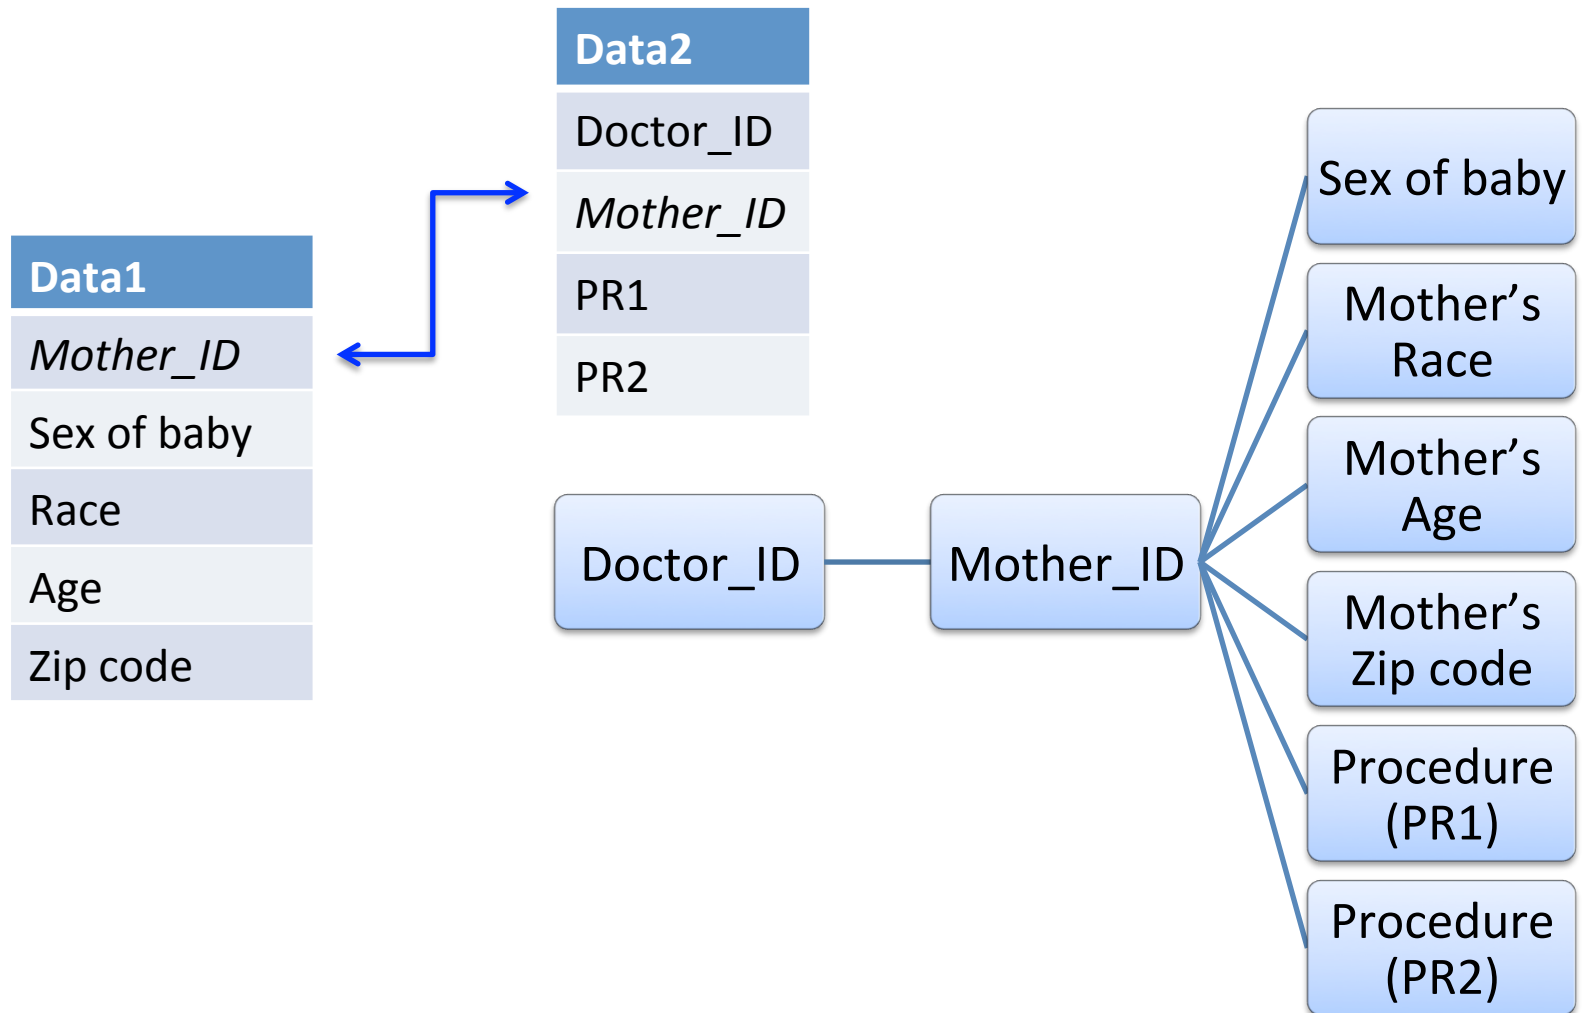 Data1
Mother_ID
Sex of baby
Race
Age
Zip code
Data2
Doctor_ID
Mother_ID
PR1
PR2
Doctor_ID
Mother_ID
Sex of baby
Mother’s
Race
Mother’s
Age
Mother’s
Zip code
Procedure
(PR1)
Procedure
(PR2)